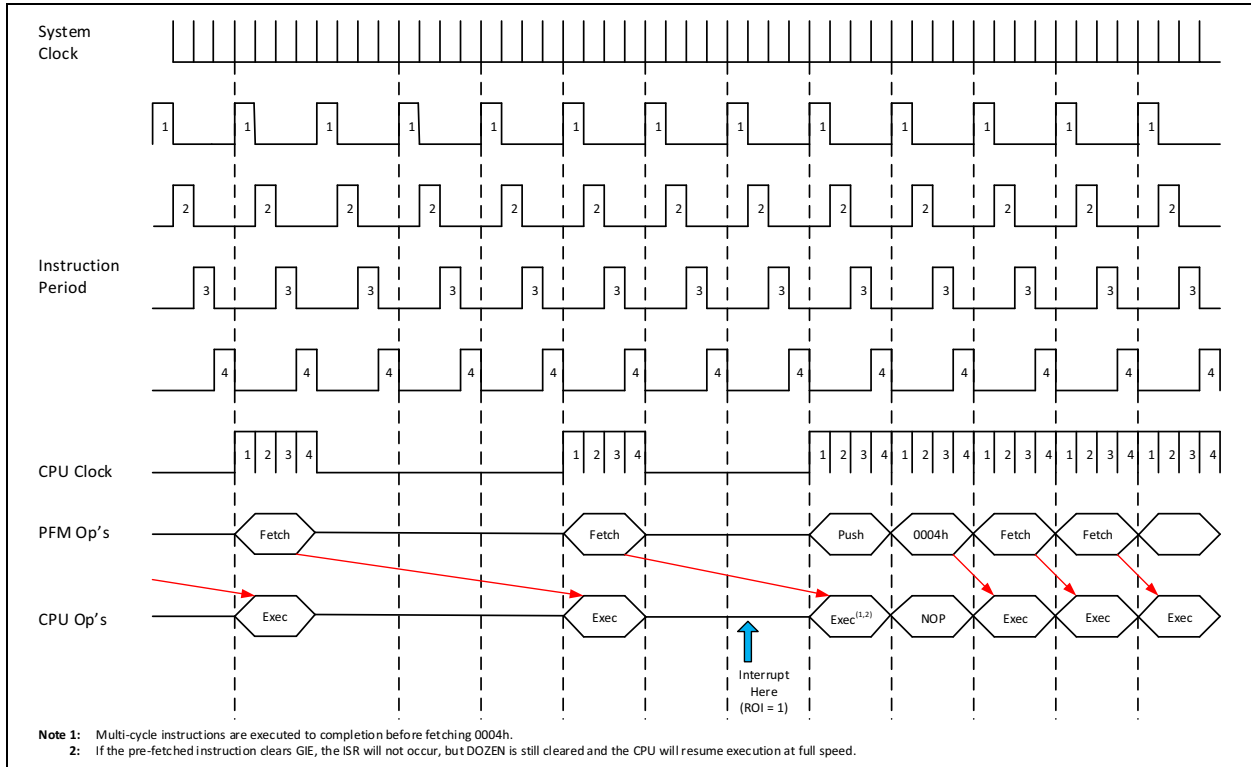 System
Clock
1 1 1 1 1 1 1 1 1 1 1 1 1
2 2 2 2 2 2 2 2 2 2 2 2 2
Instruction
Period
3 3 3 3 3 3 3 3 3 3 3 3 3
4 4 4 4 4 4 4 4 4 4 4 4 4
CPU Clock 1 2 3 4 1 2 3 4 1 2 3 4 1 2 3 4 1 2 3 4 1 2 3 4 1 2 3 4
PFM Op's Fetch Fetch Push 0004h Fetch Fetch
CPU Op's Exec Exec Exec(1,2) NOP Exec Exec Exec
Interrupt
Here
(ROI = 1)
Note 1: Multi-cycle instructions are executed to completion before fetching 0004h.
2: If the pre-fetched instruction clears GIE, the ISR will not occur, but DOZEN is still cleared and the CPU will resume execution at full speed.